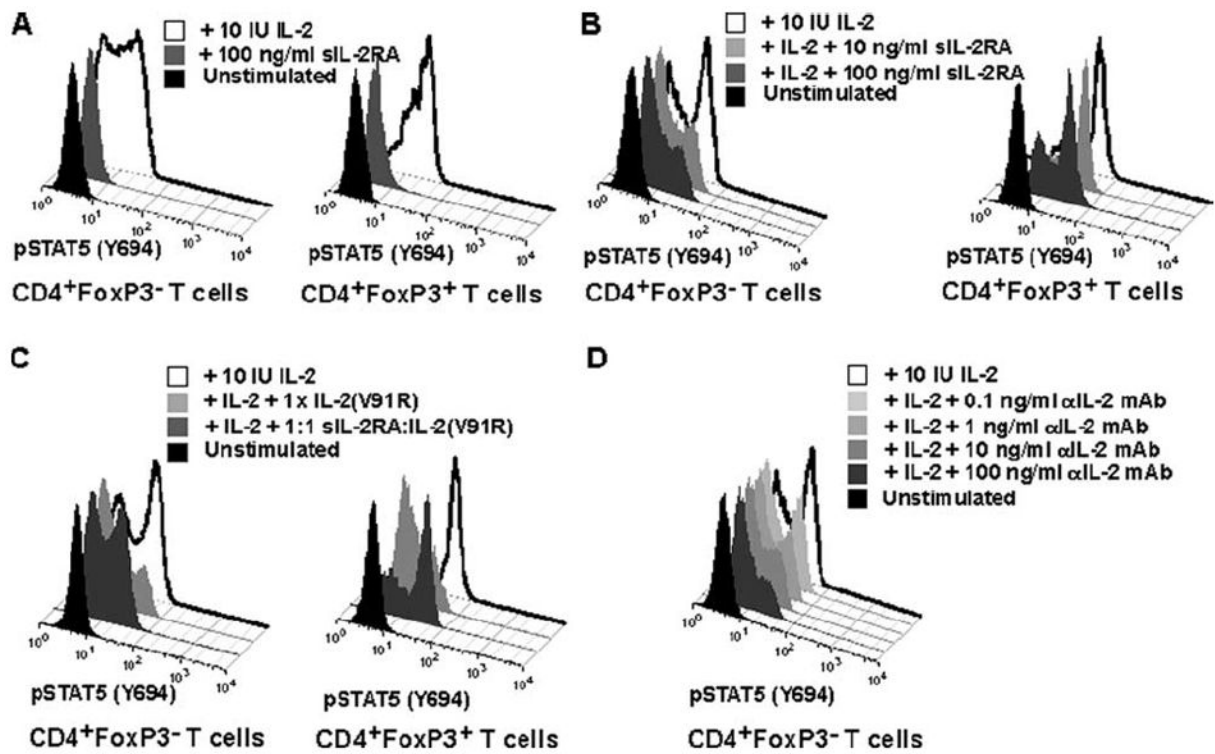 A
+ 10 IU IL-2
+ 100 ng/ml sIL-2RA
Unstimulated
10⁰
10¹
10²
10³
10⁴
pSTAT5 (Y694)
CD4⁺FoxP3⁻ T cells
10⁰
10¹
10²
10³
10⁴
pSTAT5 (Y694)
CD4⁺FoxP3⁺ T cells
B
+ 10 IU IL-2
+ IL-2 + 10 ng/ml sIL-2RA
+ IL-2 + 100 ng/ml sIL-2RA
Unstimulated
10⁰
10¹
10²
10³
10⁴
pSTAT5 (Y694)
CD4⁺FoxP3⁻ T cells
10⁰
10¹
10²
10³
10⁴
pSTAT5 (Y694)
CD4⁺FoxP3⁺ T cells
C
+ 10 IU IL-2
+ IL-2 + 1x IL-2(V91R)
+ IL-2 + 1:1 sIL-2RA:IL-2(V91R)
Unstimulated
10⁰
10¹
10²
10³
10⁴
pSTAT5 (Y694)
CD4⁺FoxP3⁻ T cells
10⁰
10¹
10²
10³
10⁴
pSTAT5 (Y694)
CD4⁺FoxP3⁺ T cells
D
+ 10 IU IL-2
+ IL-2 + 0.1 ng/ml αIL-2 mAb
+ IL-2 + 1 ng/ml αIL-2 mAb
+ IL-2 + 10 ng/ml αIL-2 mAb
+ IL-2 + 100 ng/ml αIL-2 mAb
Unstimulated
10⁰
10¹
10²
10³
10⁴
pSTAT5 (Y694)
CD4⁺FoxP3⁻ T cells